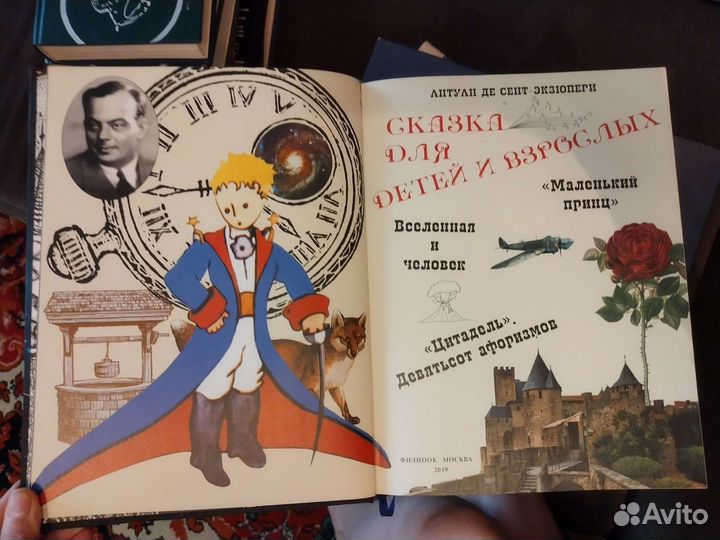 АНТУАН ДЕ СЕНТ ЭКЗЮПЕРИ
СКАЗКА
ДЛЯ
ДЕТЕЙ И ВЗРОСЛЫХ
«Маленький
принц»
Вселенная
и
человек
«Цитадель».
Девятьсот афоризмов
ФИЛИПОК МОСКВА
2019
Avito